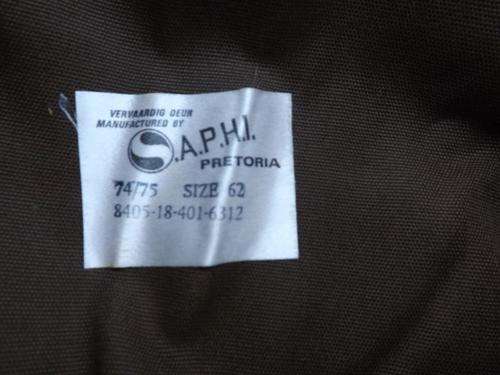 VERVAARDIG DEUR
MANUFACTURED BY
S.A.P.H.I.
PRETORIA
74/75 SIZE 62
8405-18-401-6312